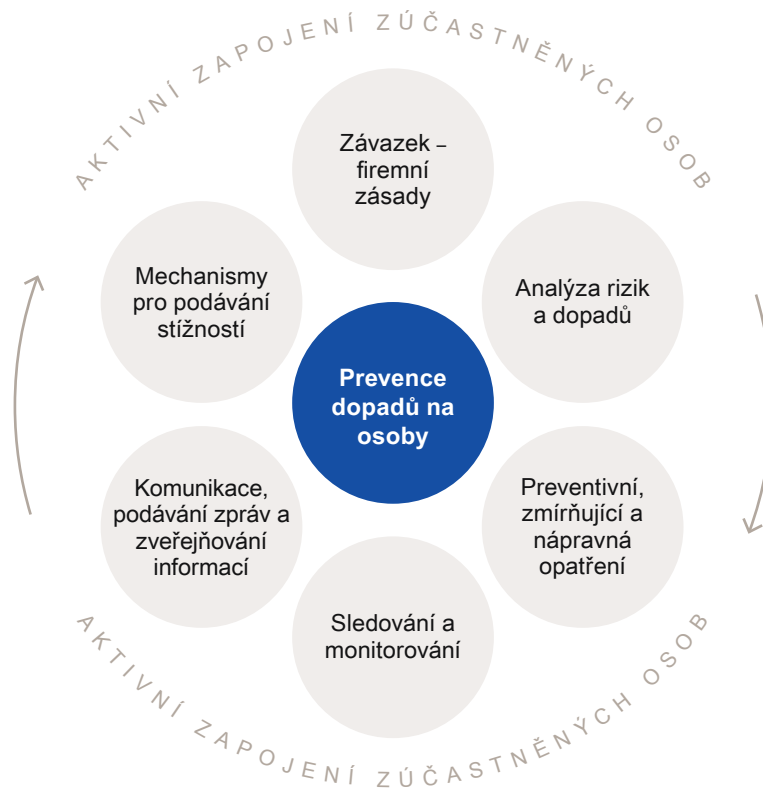 AKTIVNÍ ZAPOJENÍ ZÚČASTNĚNÝCH OSOB
Závazek –
firemní
zásady
Analýza rizik
a dopadů
Preventivní,
zmírňující a
nápravná
opatření
Sledování a
monitorování
Komunikace,
podávání zpráv a
zveřejňování
informací
Mechanismy
pro podávání
stížností
Prevence
dopadů na
osoby
AKTIVNÍ ZAPOJENÍ ZÚČASTNĚNÝCH OSOB